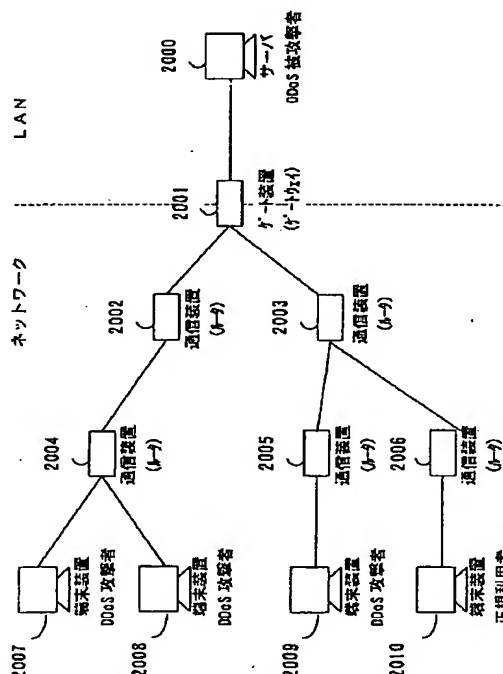 ネットワーク
LAN
2007
端末装置
DDoS 攻撃者
2008
端末装置
DDoS 攻撃者
2004
通信装置
(ルータ)
2002
通信装置
(ルータ)
2001
ゲート装置
(ゲートウェイ)
2000
サーバ
DDoS 被攻撃者
2003
通信装置
(ルータ)
2005
通信装置
(ルータ)
2009
端末装置
DDoS 攻撃者
2006
通信装置
(ルータ)
2010
端末装置
正規利用者